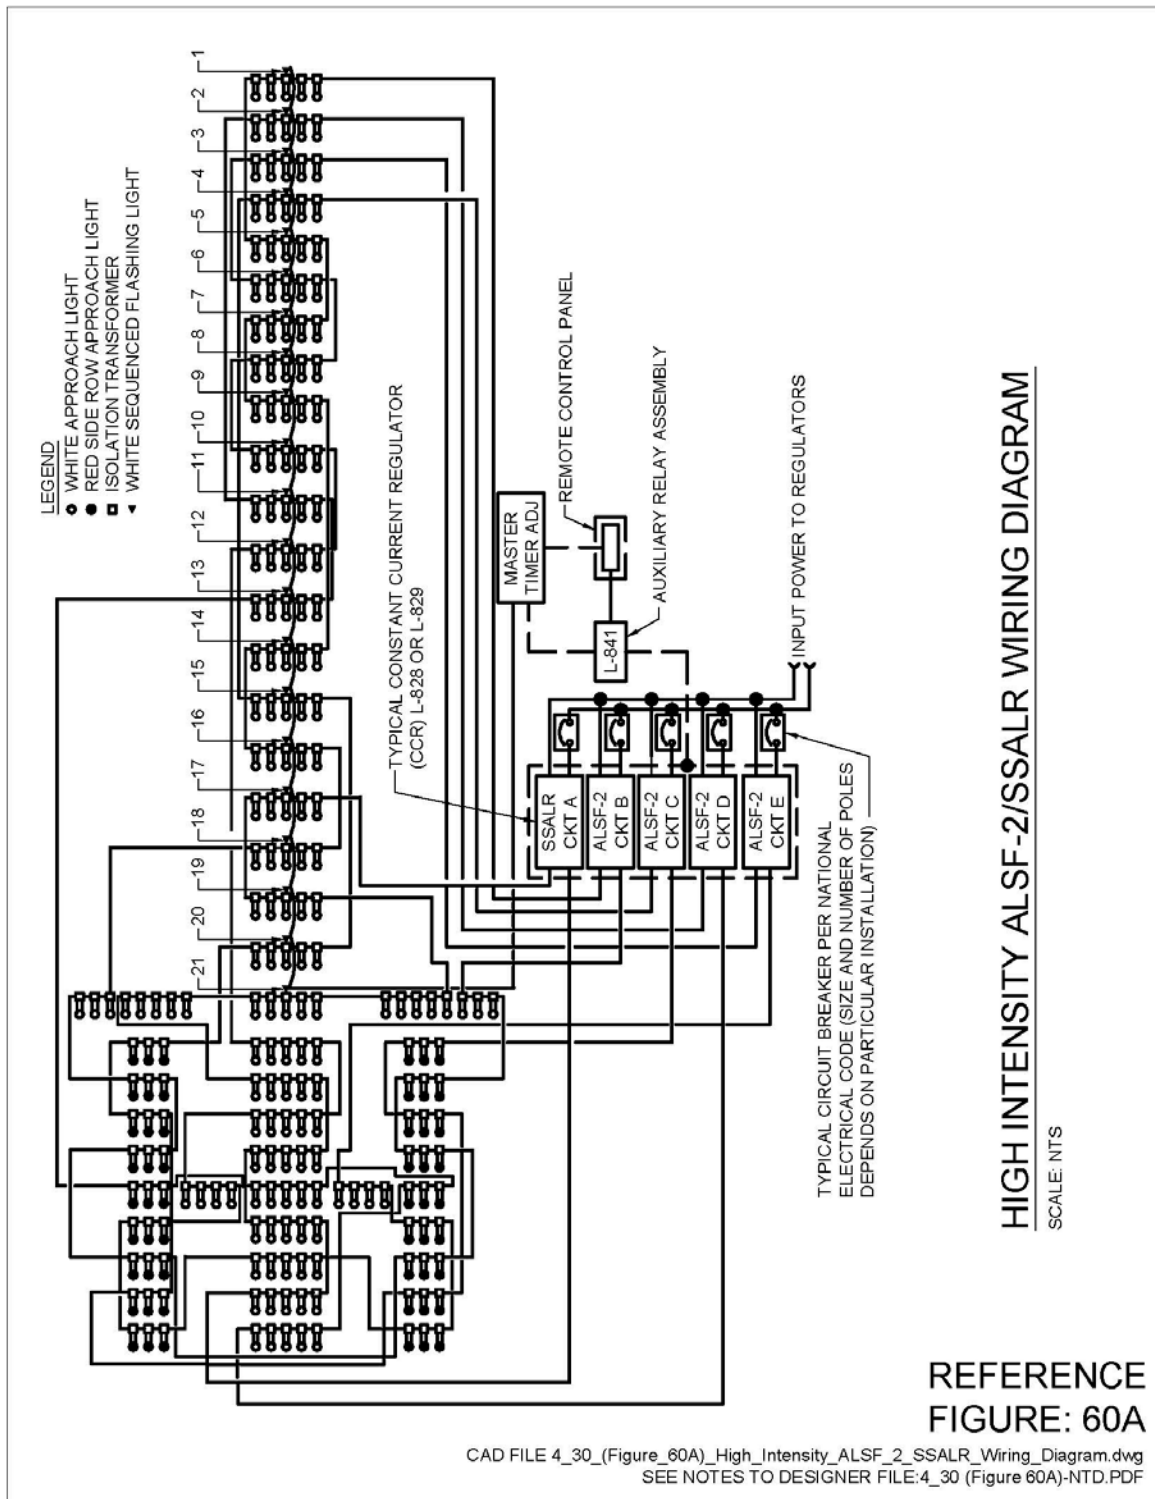 LEGEND
WHITE APPROACH LIGHT
RED SIDE ROW APPROACH LIGHT
ISOLATION TRANSFORMER
WHITE SEQUENCED FLASHING LIGHT
1
2
3
4
5
6
7
8
9
10
11
12
13
14
15
16
17
18
19
20
21
TYPICAL CONSTANT CURRENT REGULATOR
(CCR) L-828 OR L-829
MASTER
TIMER ADJ
REMOTE CONTROL PANEL
L-841
AUXILIARY RELAY ASSEMBLY
SSALR
CKT A
ALSF-2
CKT B
ALSF-2
CKT C
ALSF-2
CKT D
ALSF-2
CKT E
INPUT POWER TO REGULATORS
TYPICAL CIRCUIT BREAKER PER NATIONAL
ELECTRICAL CODE (SIZE AND NUMBER OF POLES
DEPENDS ON PARTICULAR INSTALLATION)
HIGH INTENSITY ALSF-2/SSALR WIRING DIAGRAM
SCALE: NTS
REFERENCE
FIGURE: 60A
CAD FILE 4_30_(Figure_60A)_High_Intensity_ALSF_2_SSALR_Wiring_Diagram.dwg
SEE NOTES TO DESIGNER FILE:4_30 (Figure 60A)-NTD.PDF